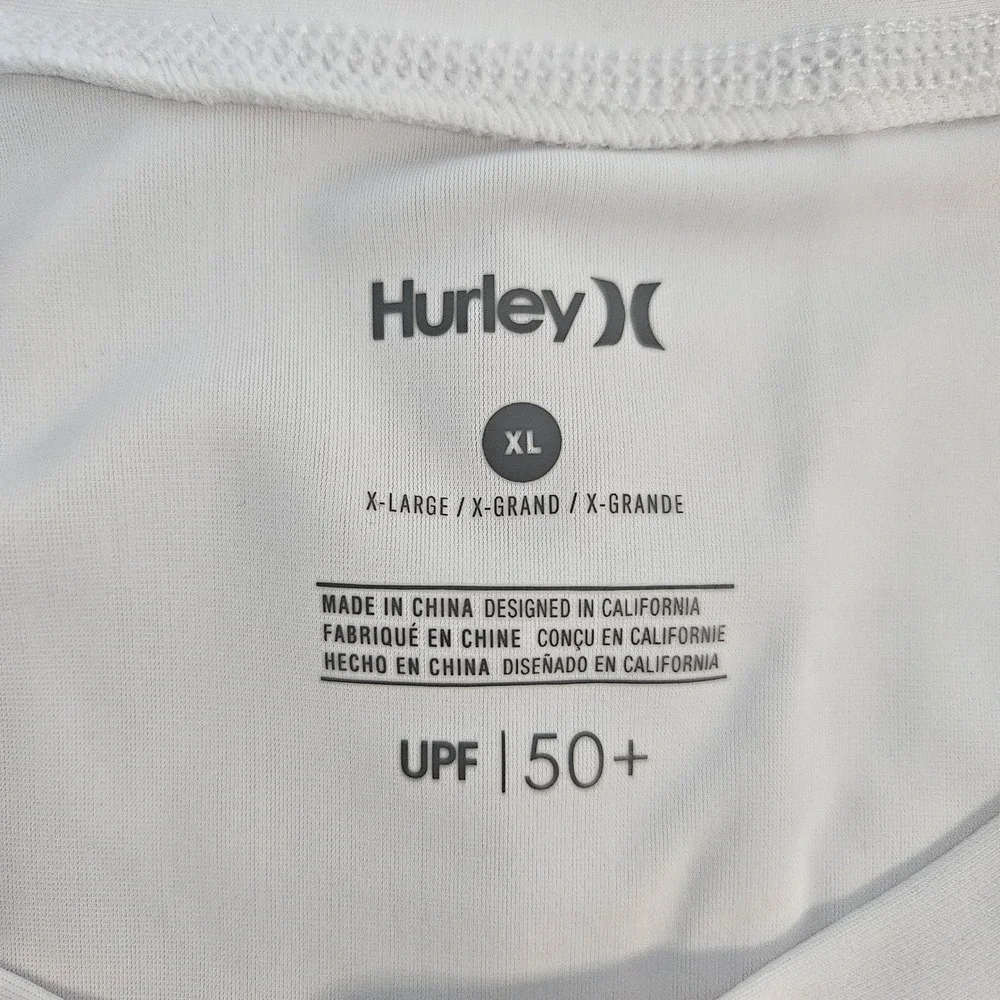 Hurley
XL
X-LARGE / X-GRAND / X-GRANDE
MADE IN CHINA DESIGNED IN CALIFORNIA
FABRIQUÉ EN CHINE CONÇU EN CALIFORNIE
HECHO EN CHINA DISEÑADO EN CALIFORNIA
UPF | 50+